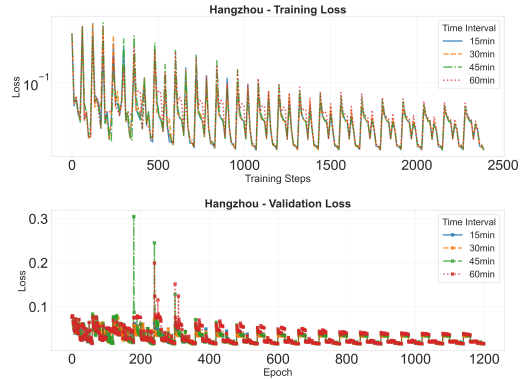 Hangzhou - Training Loss
Time Interval
15min
30min
45min
60min
Loss
10⁻¹
0 500 1000 1500 2000 2500
Training Steps
Hangzhou - Validation Loss
Time Interval
15min
30min
45min
60min
Loss
0.3
0.2
0.1
0 200 400 600 800 1000 1200
Epoch